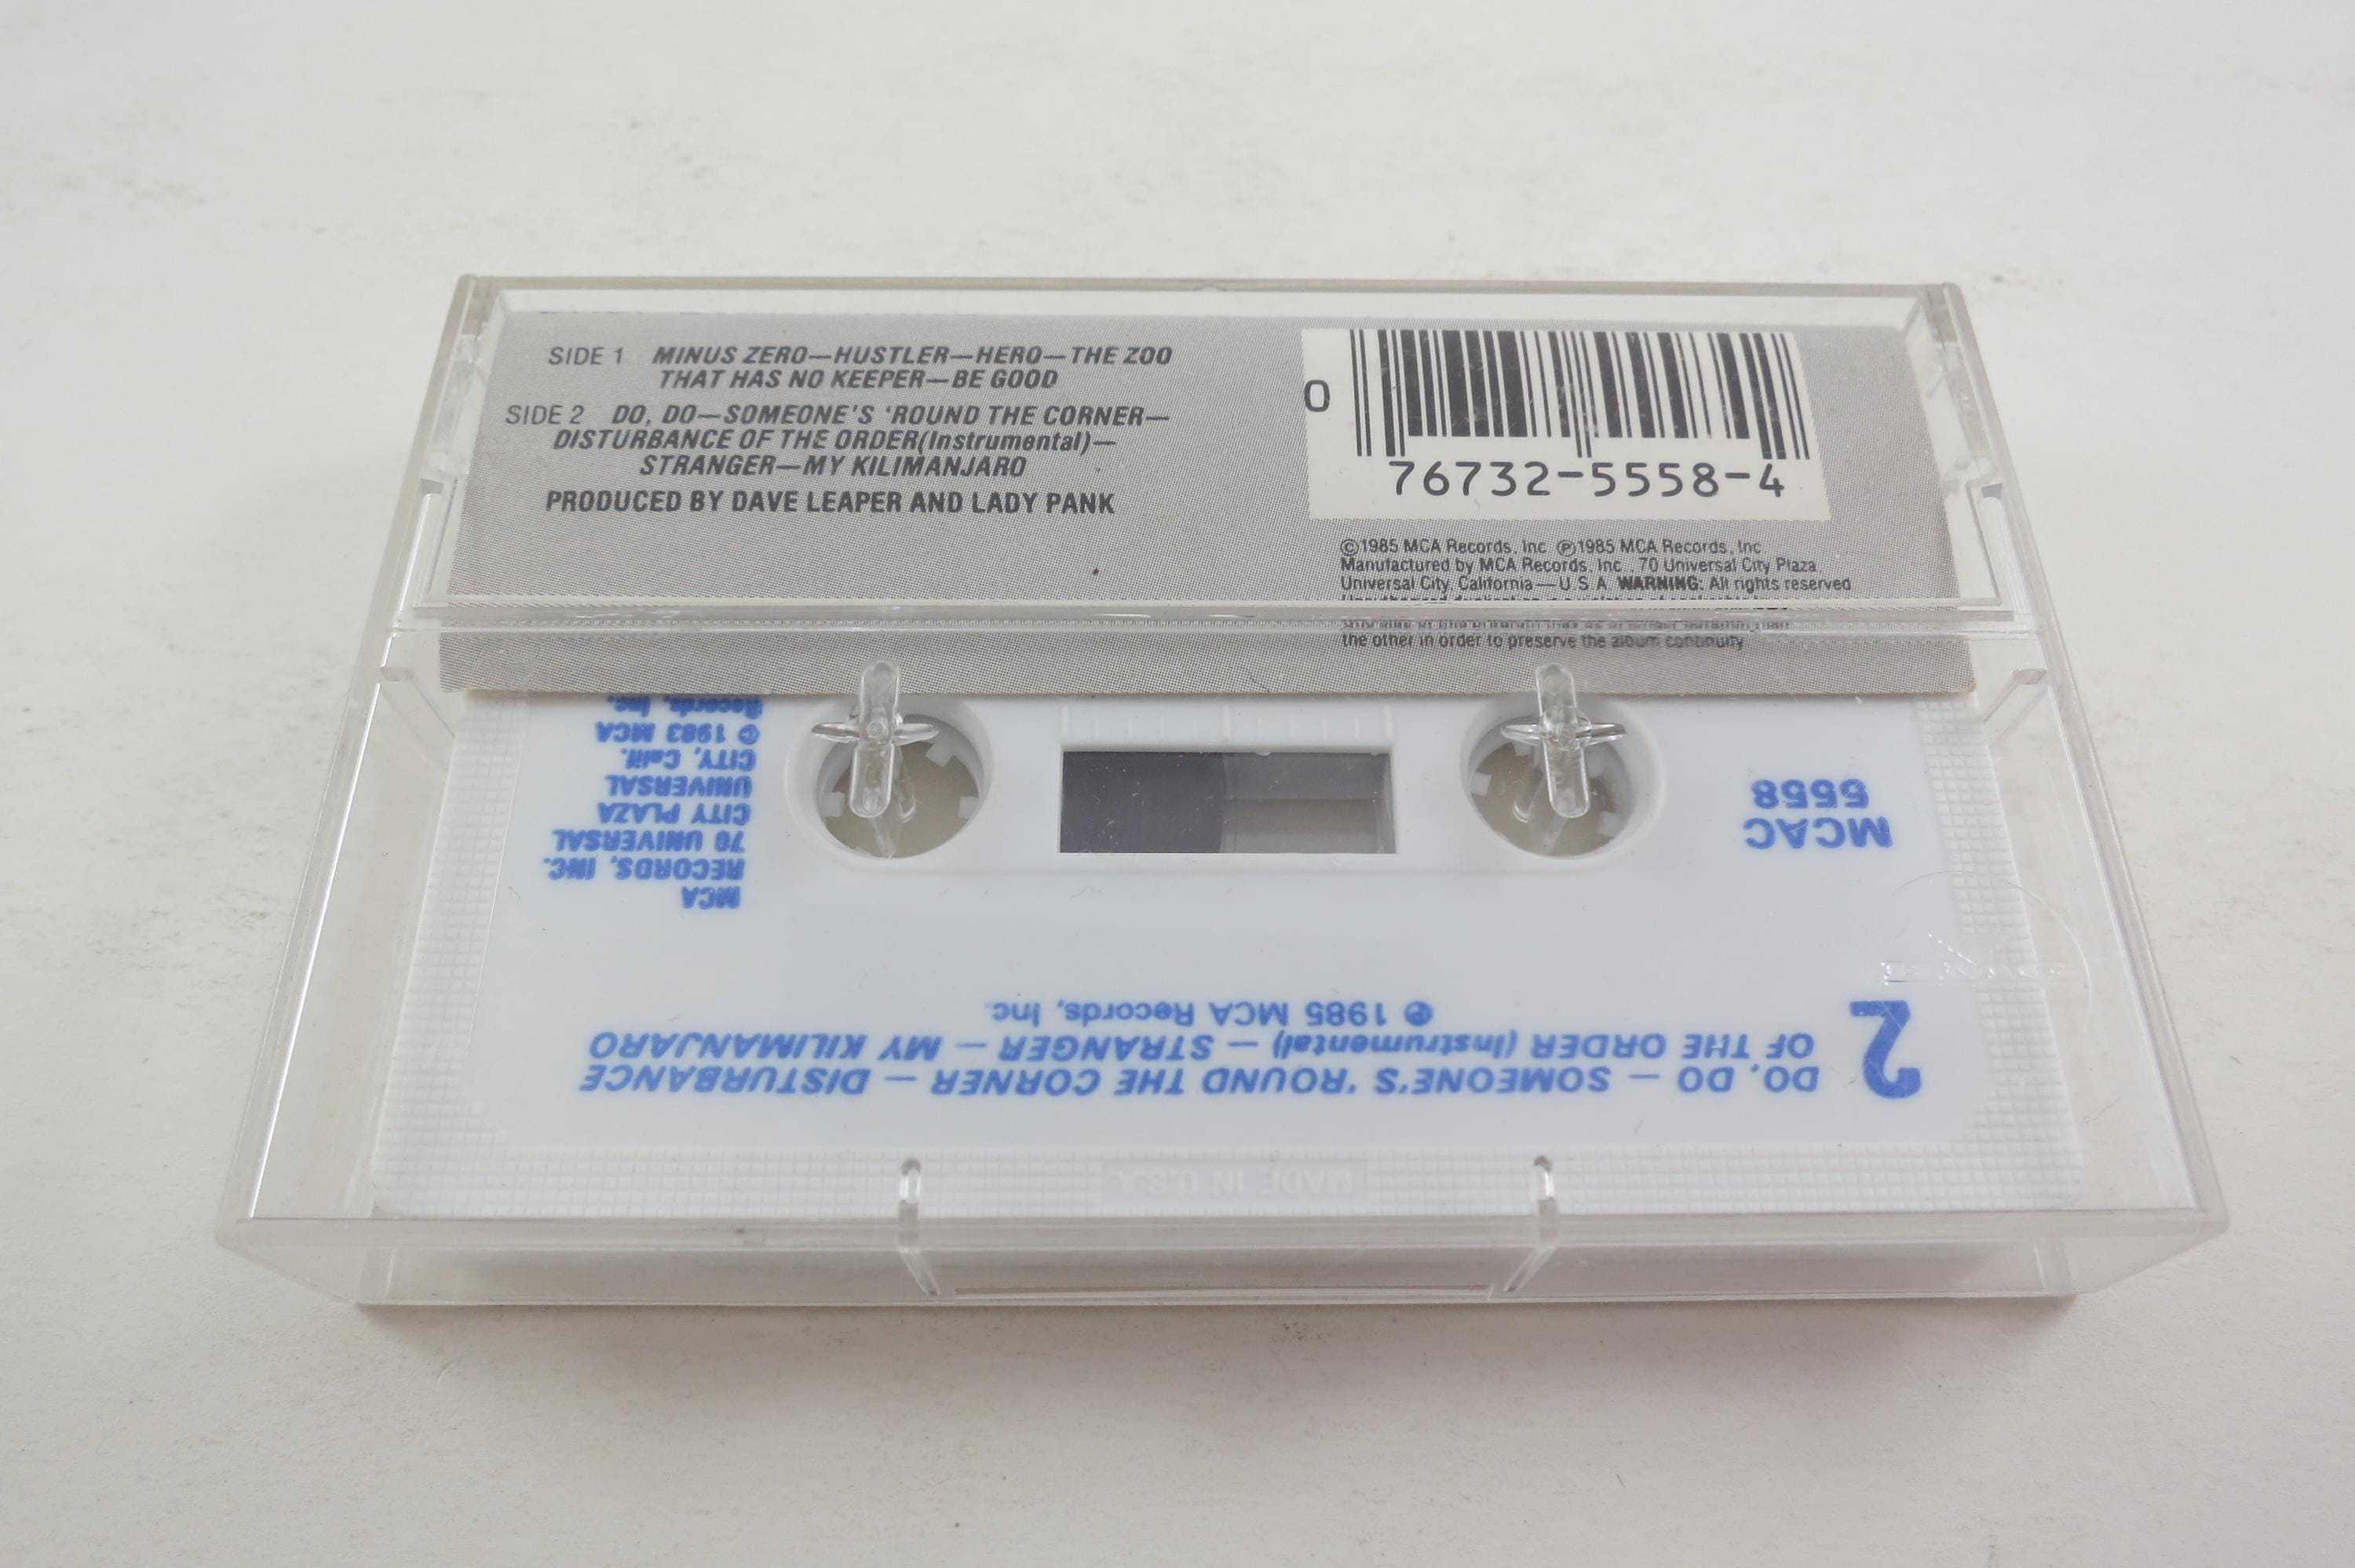 SIDE 1 MINUS ZERO—HUSTLER—HERO—THE ZOO
THAT HAS NO KEEPER—BE GOOD
SIDE 2 DO, DO—SOMEONE'S 'ROUND THE CORNER—
DISTURBANCE OF THE ORDER(Instrumental)—
STRANGER—MY KILIMANJARO
PRODUCED BY DAVE LEAPER AND LADY PANK
0
76732-5558-4
©1985 MCA Records, Inc. ℗1985 MCA Records, Inc.
Manufactured by MCA Records, Inc., 70 Universal City Plaza,
Universal City, California—U.S.A. WARNING: All rights reserved
the other in order to preserve the album continuity
2
DO, DO — SOMEONE'S 'ROUND THE CORNER — DISTURBANCE
OF THE ORDER (Instrumental) — STRANGER — MY KILIMANJARO
℗ 1985 MCA Records, Inc.
MCAC
5558
MCA
RECORDS, INC.
70 UNIVERSAL
CITY PLAZA
UNIVERSAL
CITY, Calif.
© 1983 MCA
Records, Inc.
MADE IN U.S.A.